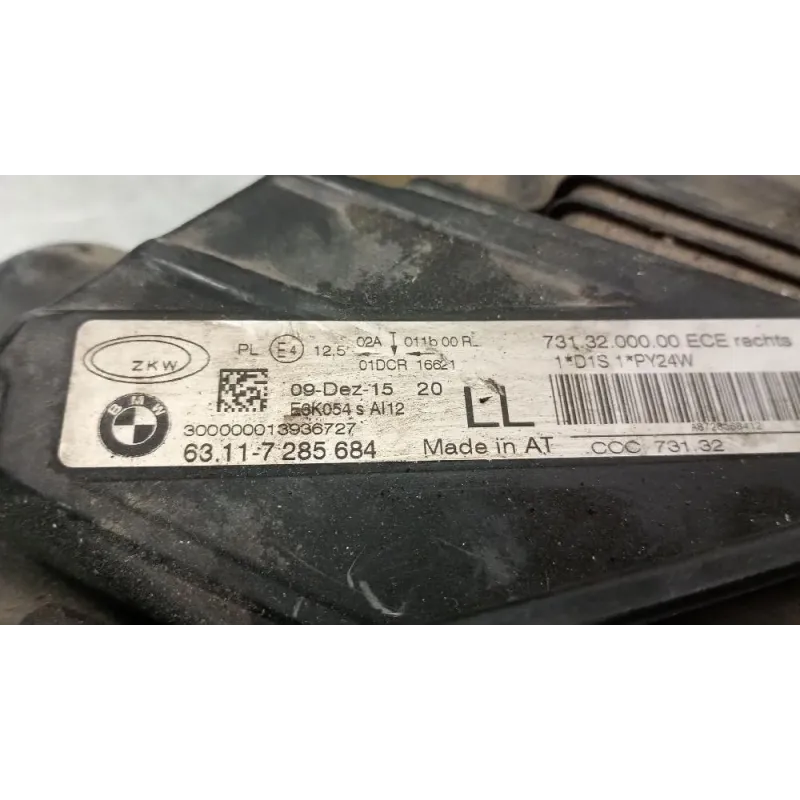 ZKW
PL E4 12,5' 02A 011b 00 RL
01DCR 16621
731.32.000.00 ECE rechts
1*D1S 1*PY24W
BMW
09-Dez-15 20
E6K054 s AI12
LL
300000013936727
63.11-7 285 684
Made in AT
COC 731.32